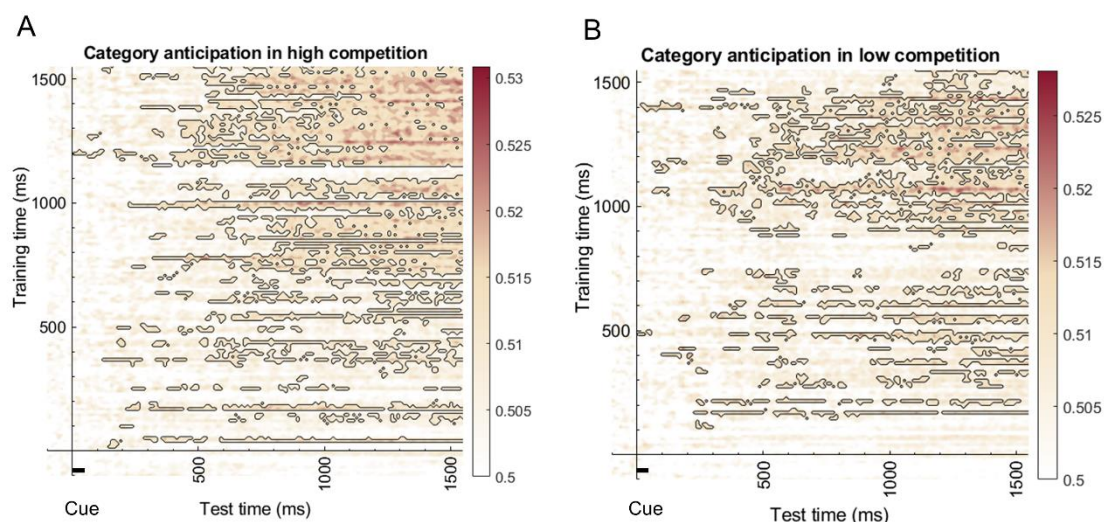 A
Category anticipation in high competition
Training time (ms)
1500
1000
500
500
1000
1500
Cue
Test time (ms)
0.53
0.525
0.52
0.515
0.51
0.505
0.5
B
Category anticipation in low competition
Training time (ms)
1500
1000
500
500
1000
1500
Cue
Test time (ms)
0.525
0.52
0.515
0.51
0.505
0.5